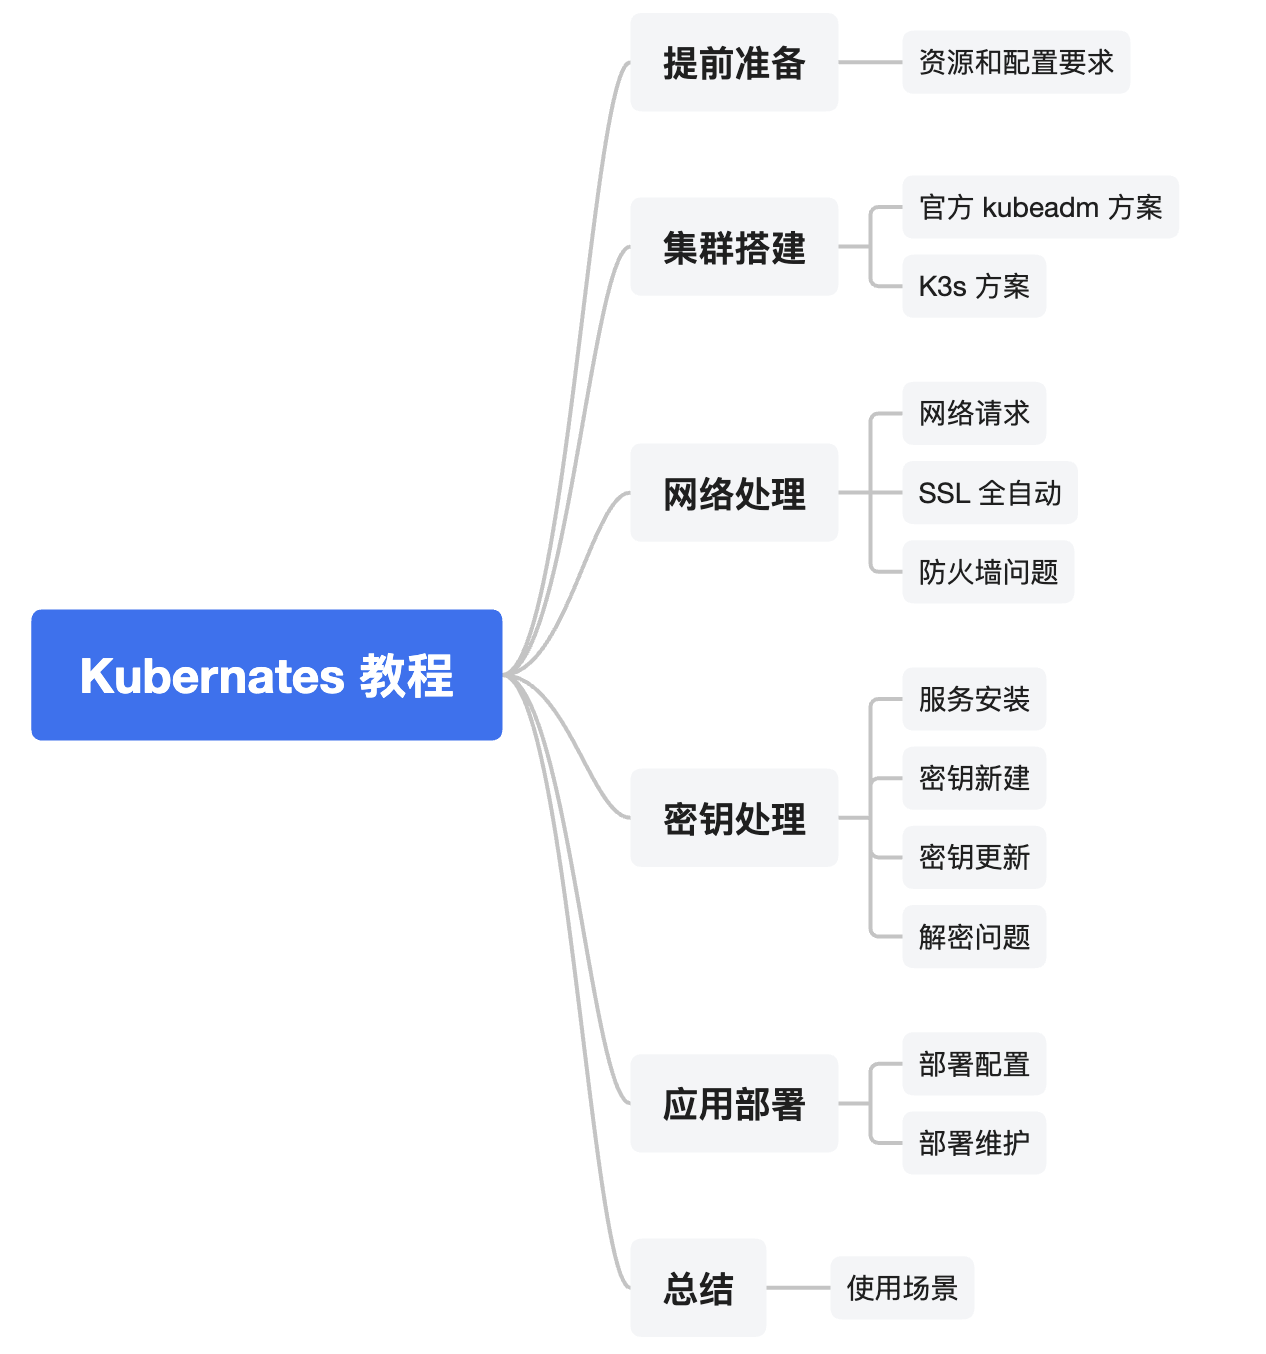 Kubernates 教程
提前准备
资源和配置要求
集群搭建
官方 kubeadm 方案
K3s 方案
网络处理
网络请求
SSL 全自动
防火墙问题
密钥处理
服务安装
密钥新建
密钥更新
解密问题
应用部署
部署配置
部署维护
总结
使用场景